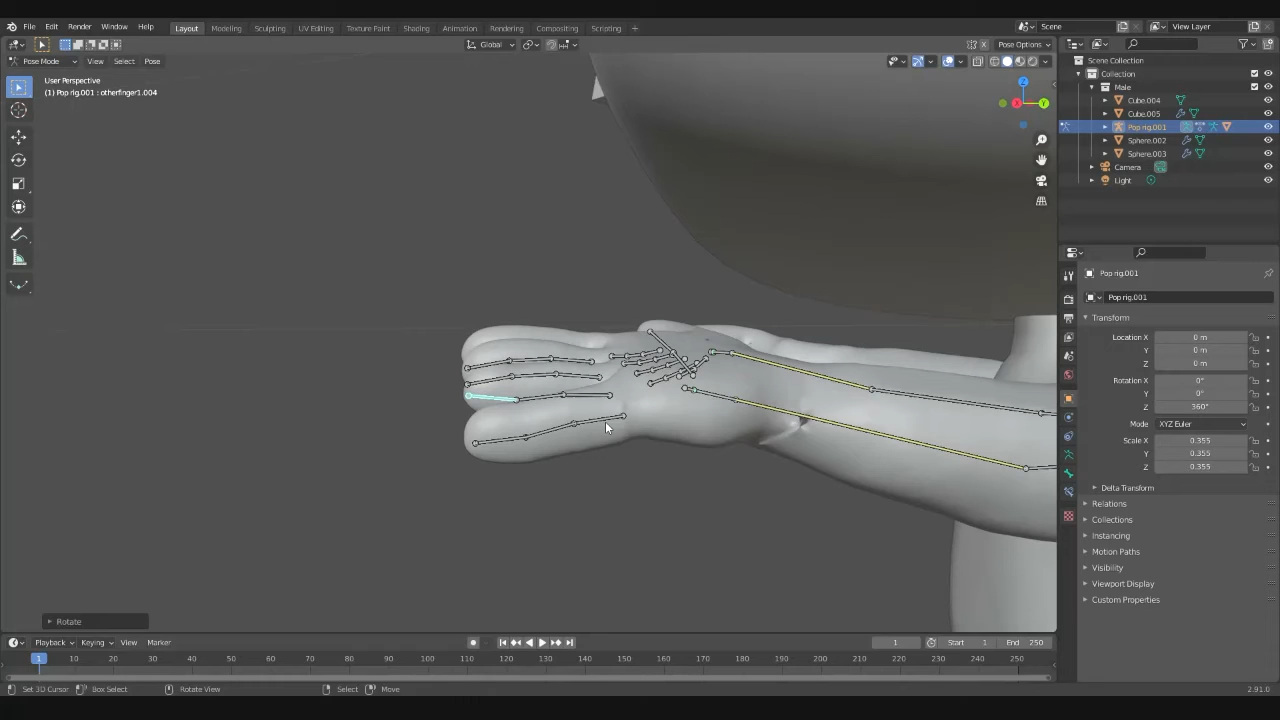 File Edit Render Window Help Layout Modeling Sculpting UV Editing Texture Paint Shading Animation Rendering Compositing Scripting + Scene View Layer
Global Pose Options
Pose Mode View Select Pose
User Perspective
(1) Pop rig.001 : otherfinger1.004
X Y Z
Scene Collection
Collection
Male
Cube.004
Cube.005
Pop rig.001
Sphere.002
Sphere.003
Camera
Light
Pop rig.001
Pop rig.001
Transform
Location X 0 m
Y 0 m
Z 0 m
Rotation X 0°
Y 0°
Z 360°
Mode XYZ Euler
Scale X 0.355
Y 0.355
Z 0.355
Delta Transform
Relations
Collections
Instancing
Motion Paths
Visibility
Viewport Display
Custom Properties
Rotate
Playback Keying View Marker 1 Start 1 End 250
1 10 20 30 40 50 60 70 80 90 100 110 120 130 140 150 160 170 180 190 200 210 220 230 240 250
Set 3D Cursor Box Select Rotate View Select Move 2.91.0